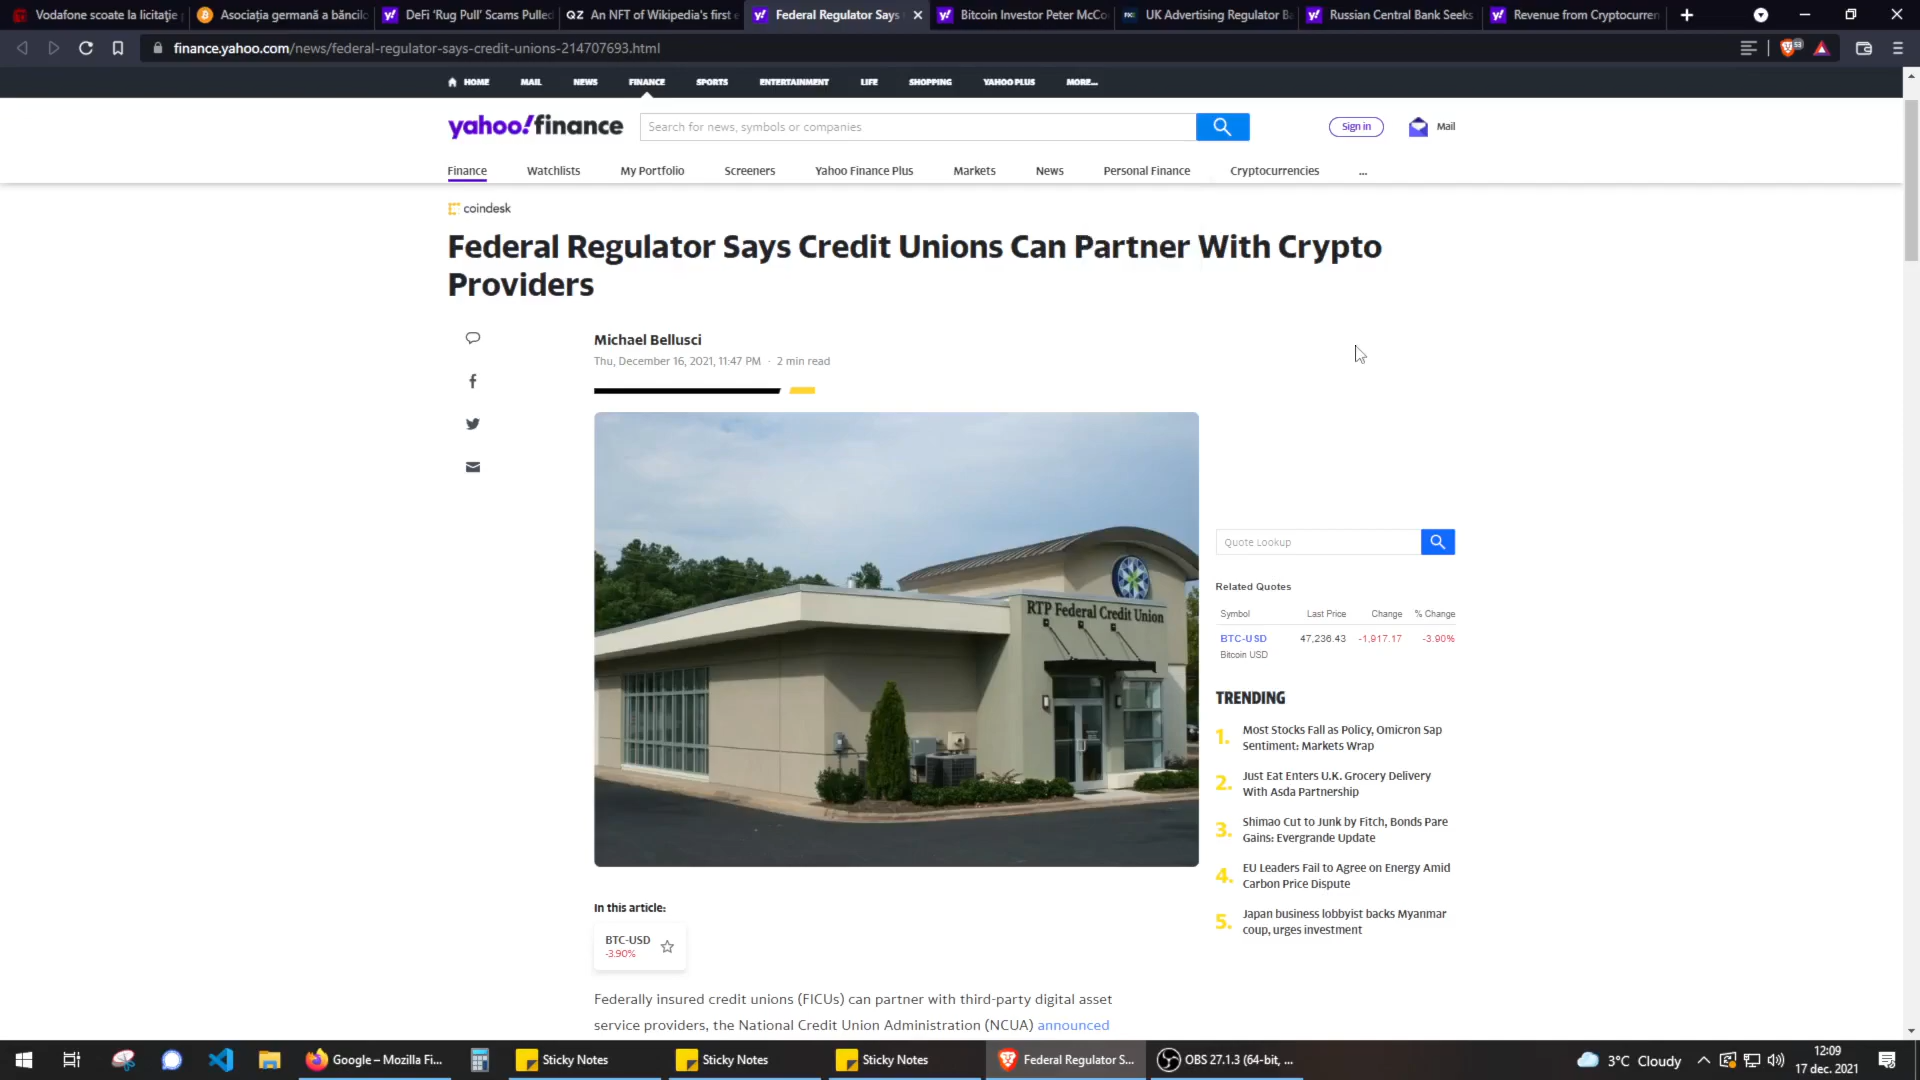 Vodafone scoate la licitaţie
Asociația germană a băncilo
DeFi ‘Rug Pull’ Scams Pulled
QZ An NFT of Wikipedia's first e
Federal Regulator Says
Bitcoin Investor Peter McCo
UK Advertising Regulator Ba
Russian Central Bank Seeks
Revenue from Cryptocurren
finance.yahoo.com/news/federal-regulator-says-credit-unions-214707693.html
HOME MAIL NEWS FINANCE SPORTS ENTERTAINMENT LIFE SHOPPING YAHOO PLUS MORE...
yahoo!finance
Search for news, symbols or companies
Sign in
Mail
Finance Watchlists My Portfolio Screeners Yahoo Finance Plus Markets News Personal Finance Cryptocurrencies ...
coindesk
Federal Regulator Says Credit Unions Can Partner With Crypto
Providers
Michael Bellusci
Thu, December 16, 2021, 11:47 PM · 2 min read
RTP Federal Credit Union
Quote Lookup
Related Quotes
Symbol Last Price Change % Change
BTC-USD 47,236.43 -1,917.17 -3.90%
Bitcoin USD
TRENDING
1. Most Stocks Fall as Policy, Omicron Sap
Sentiment: Markets Wrap
2. Just Eat Enters U.K. Grocery Delivery
With Asda Partnership
3. Shimao Cut to Junk by Fitch, Bonds Pare
Gains: Evergrande Update
4. EU Leaders Fail to Agree on Energy Amid
Carbon Price Dispute
5. Japan business lobbyist backs Myanmar
coup, urges investment
In this article:
BTC-USD
-3.90%
Federally insured credit unions (FICUs) can partner with third-party digital asset
service providers, the National Credit Union Administration (NCUA) announced
Google – Mozilla Fi...
Sticky Notes
Sticky Notes
Sticky Notes
Federal Regulator S...
OBS 27.1.3 (64-bit, ...
3°C Cloudy
12:09
17 dec. 2021